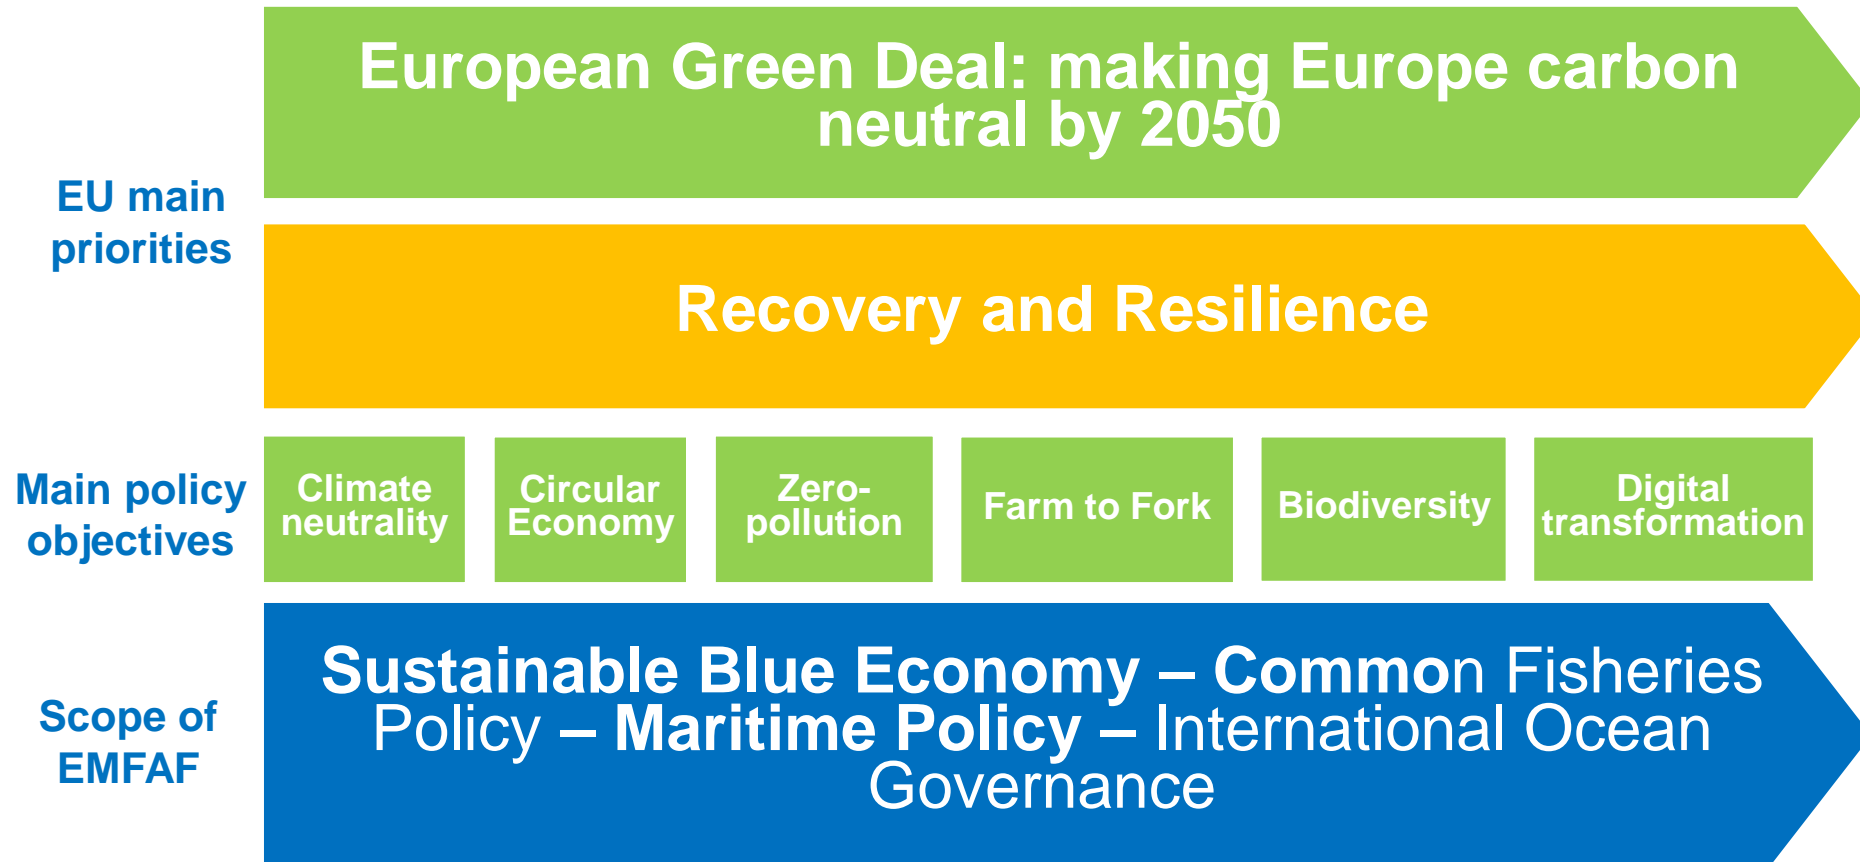 European Green Deal: making Europe carbon
neutral by 2050
EU main
priorities
Recovery and Resilience
Main policy
objectives
Climate
neutrality
Circular
Economy
Zero-
pollution
Farm to Fork
Biodiversity
Digital
transformation
Scope of
EMFAF
Sustainable Blue Economy – Common Fisheries
Policy – Maritime Policy – International Ocean
Governance